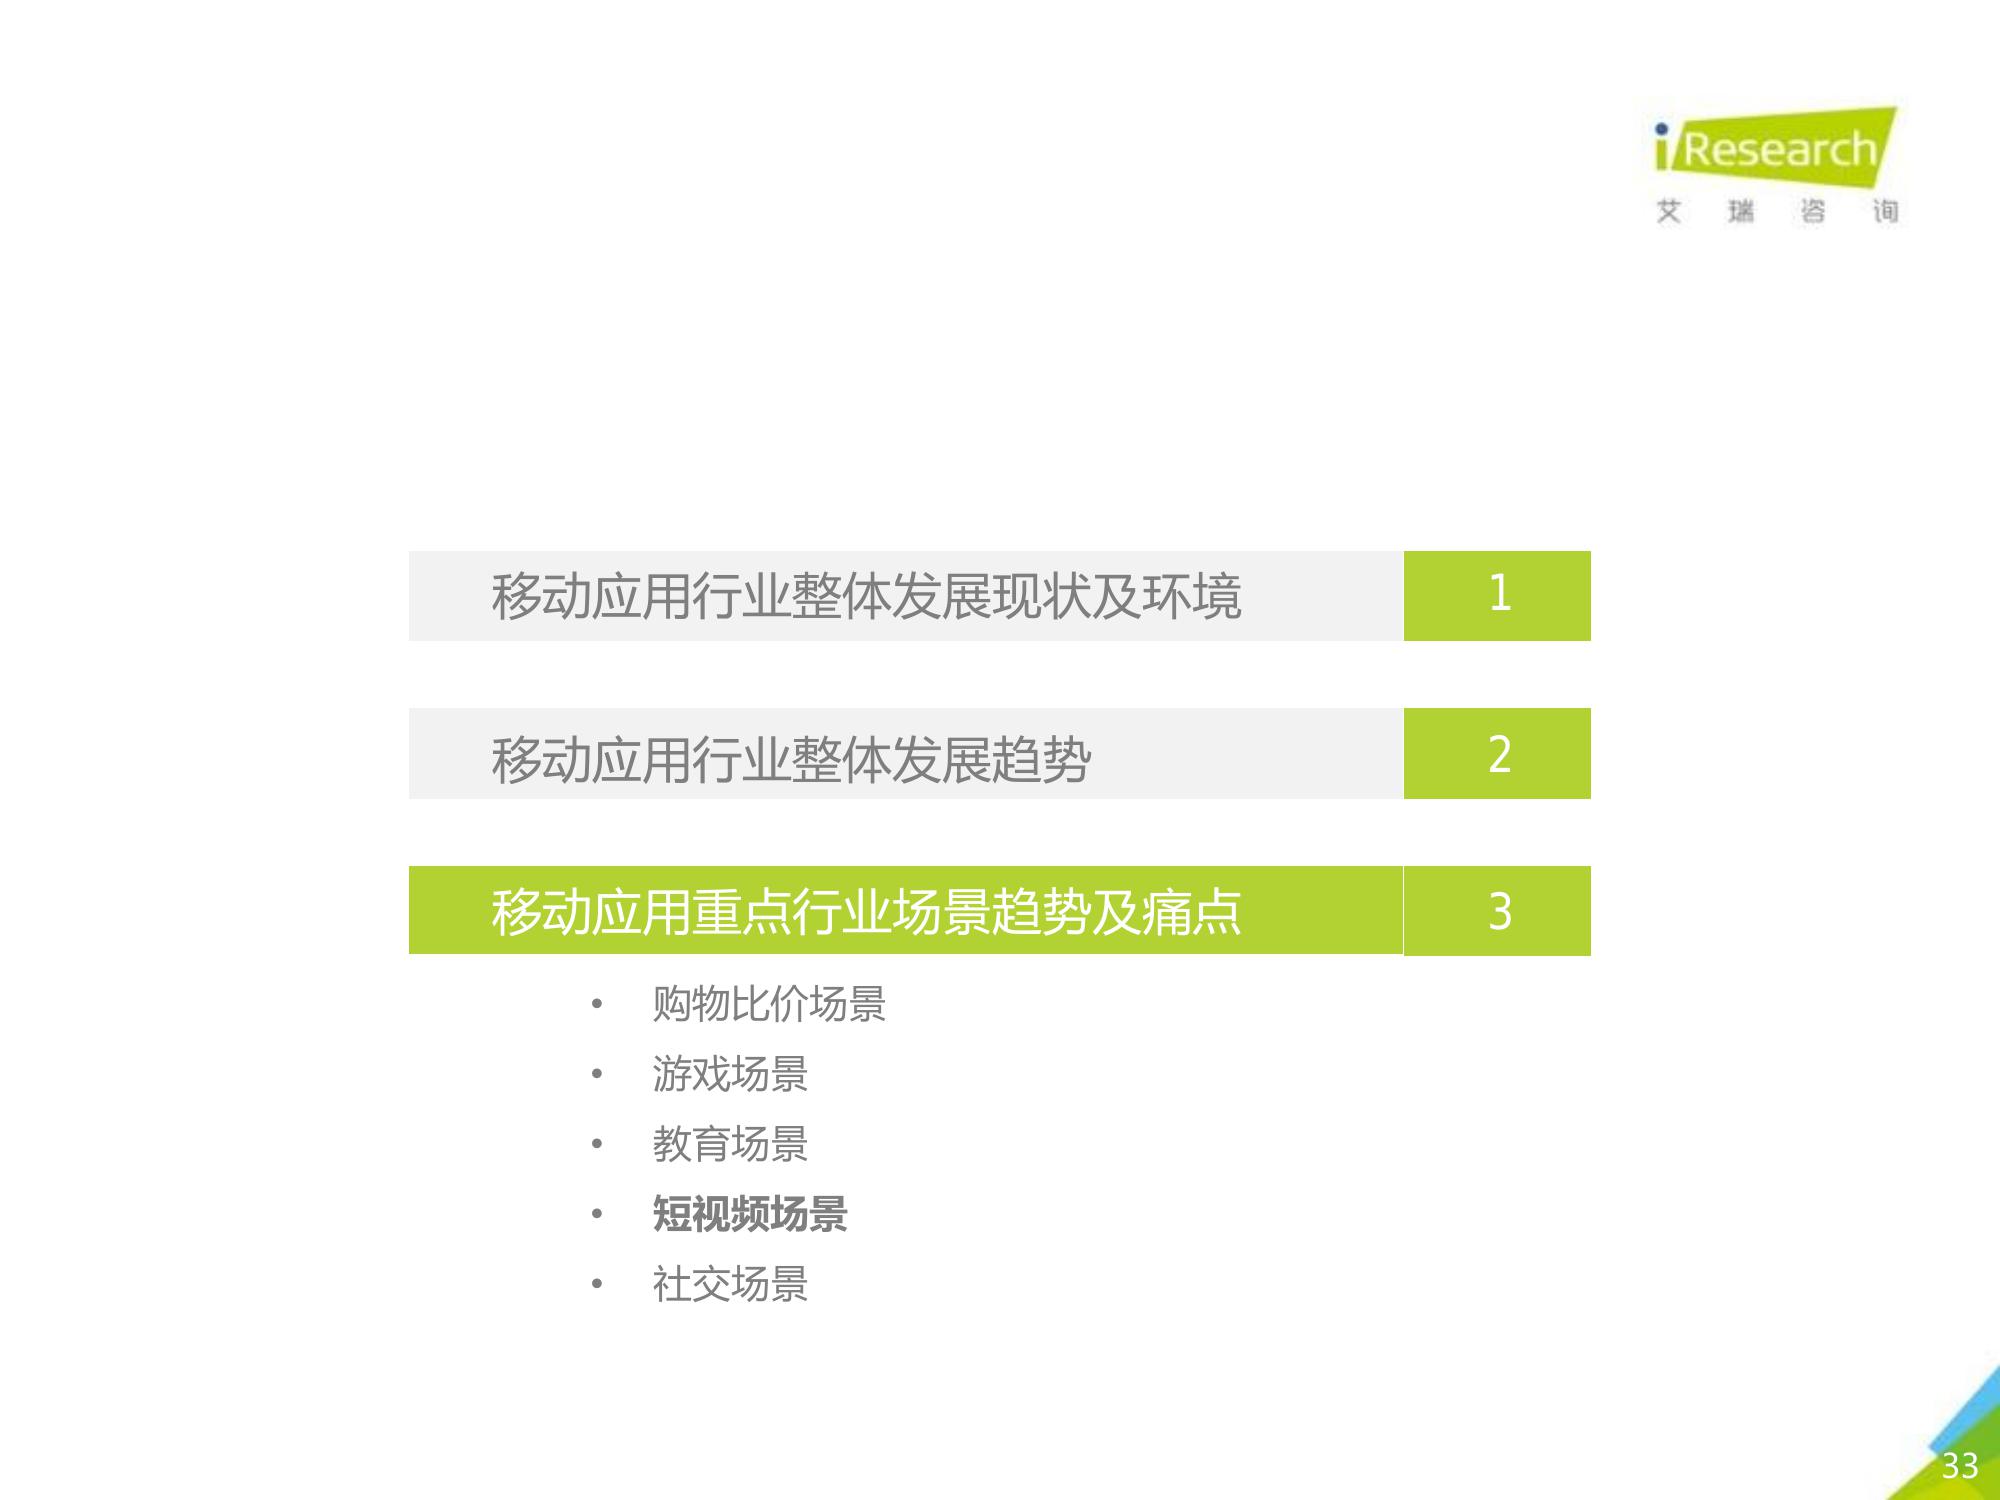 iResearch
艾瑞咨询
移动应用行业整体发展现状及环境 1
移动应用行业整体发展趋势 2
移动应用重点行业场景趋势及痛点 3
• 购物比价场景
• 游戏场景
• 教育场景
• 短视频场景
• 社交场景
33